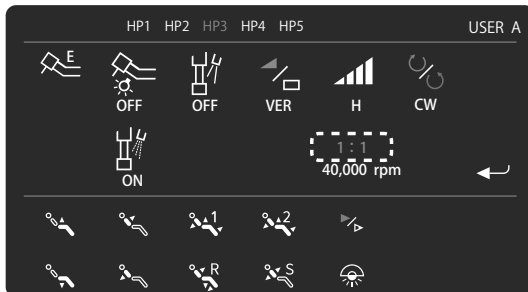 HP1 HP2 HP3 HP4 HP5 USER A
E
OFF OFF VER H CW
1 : 1
ON 40,000 rpm
1 2
R S